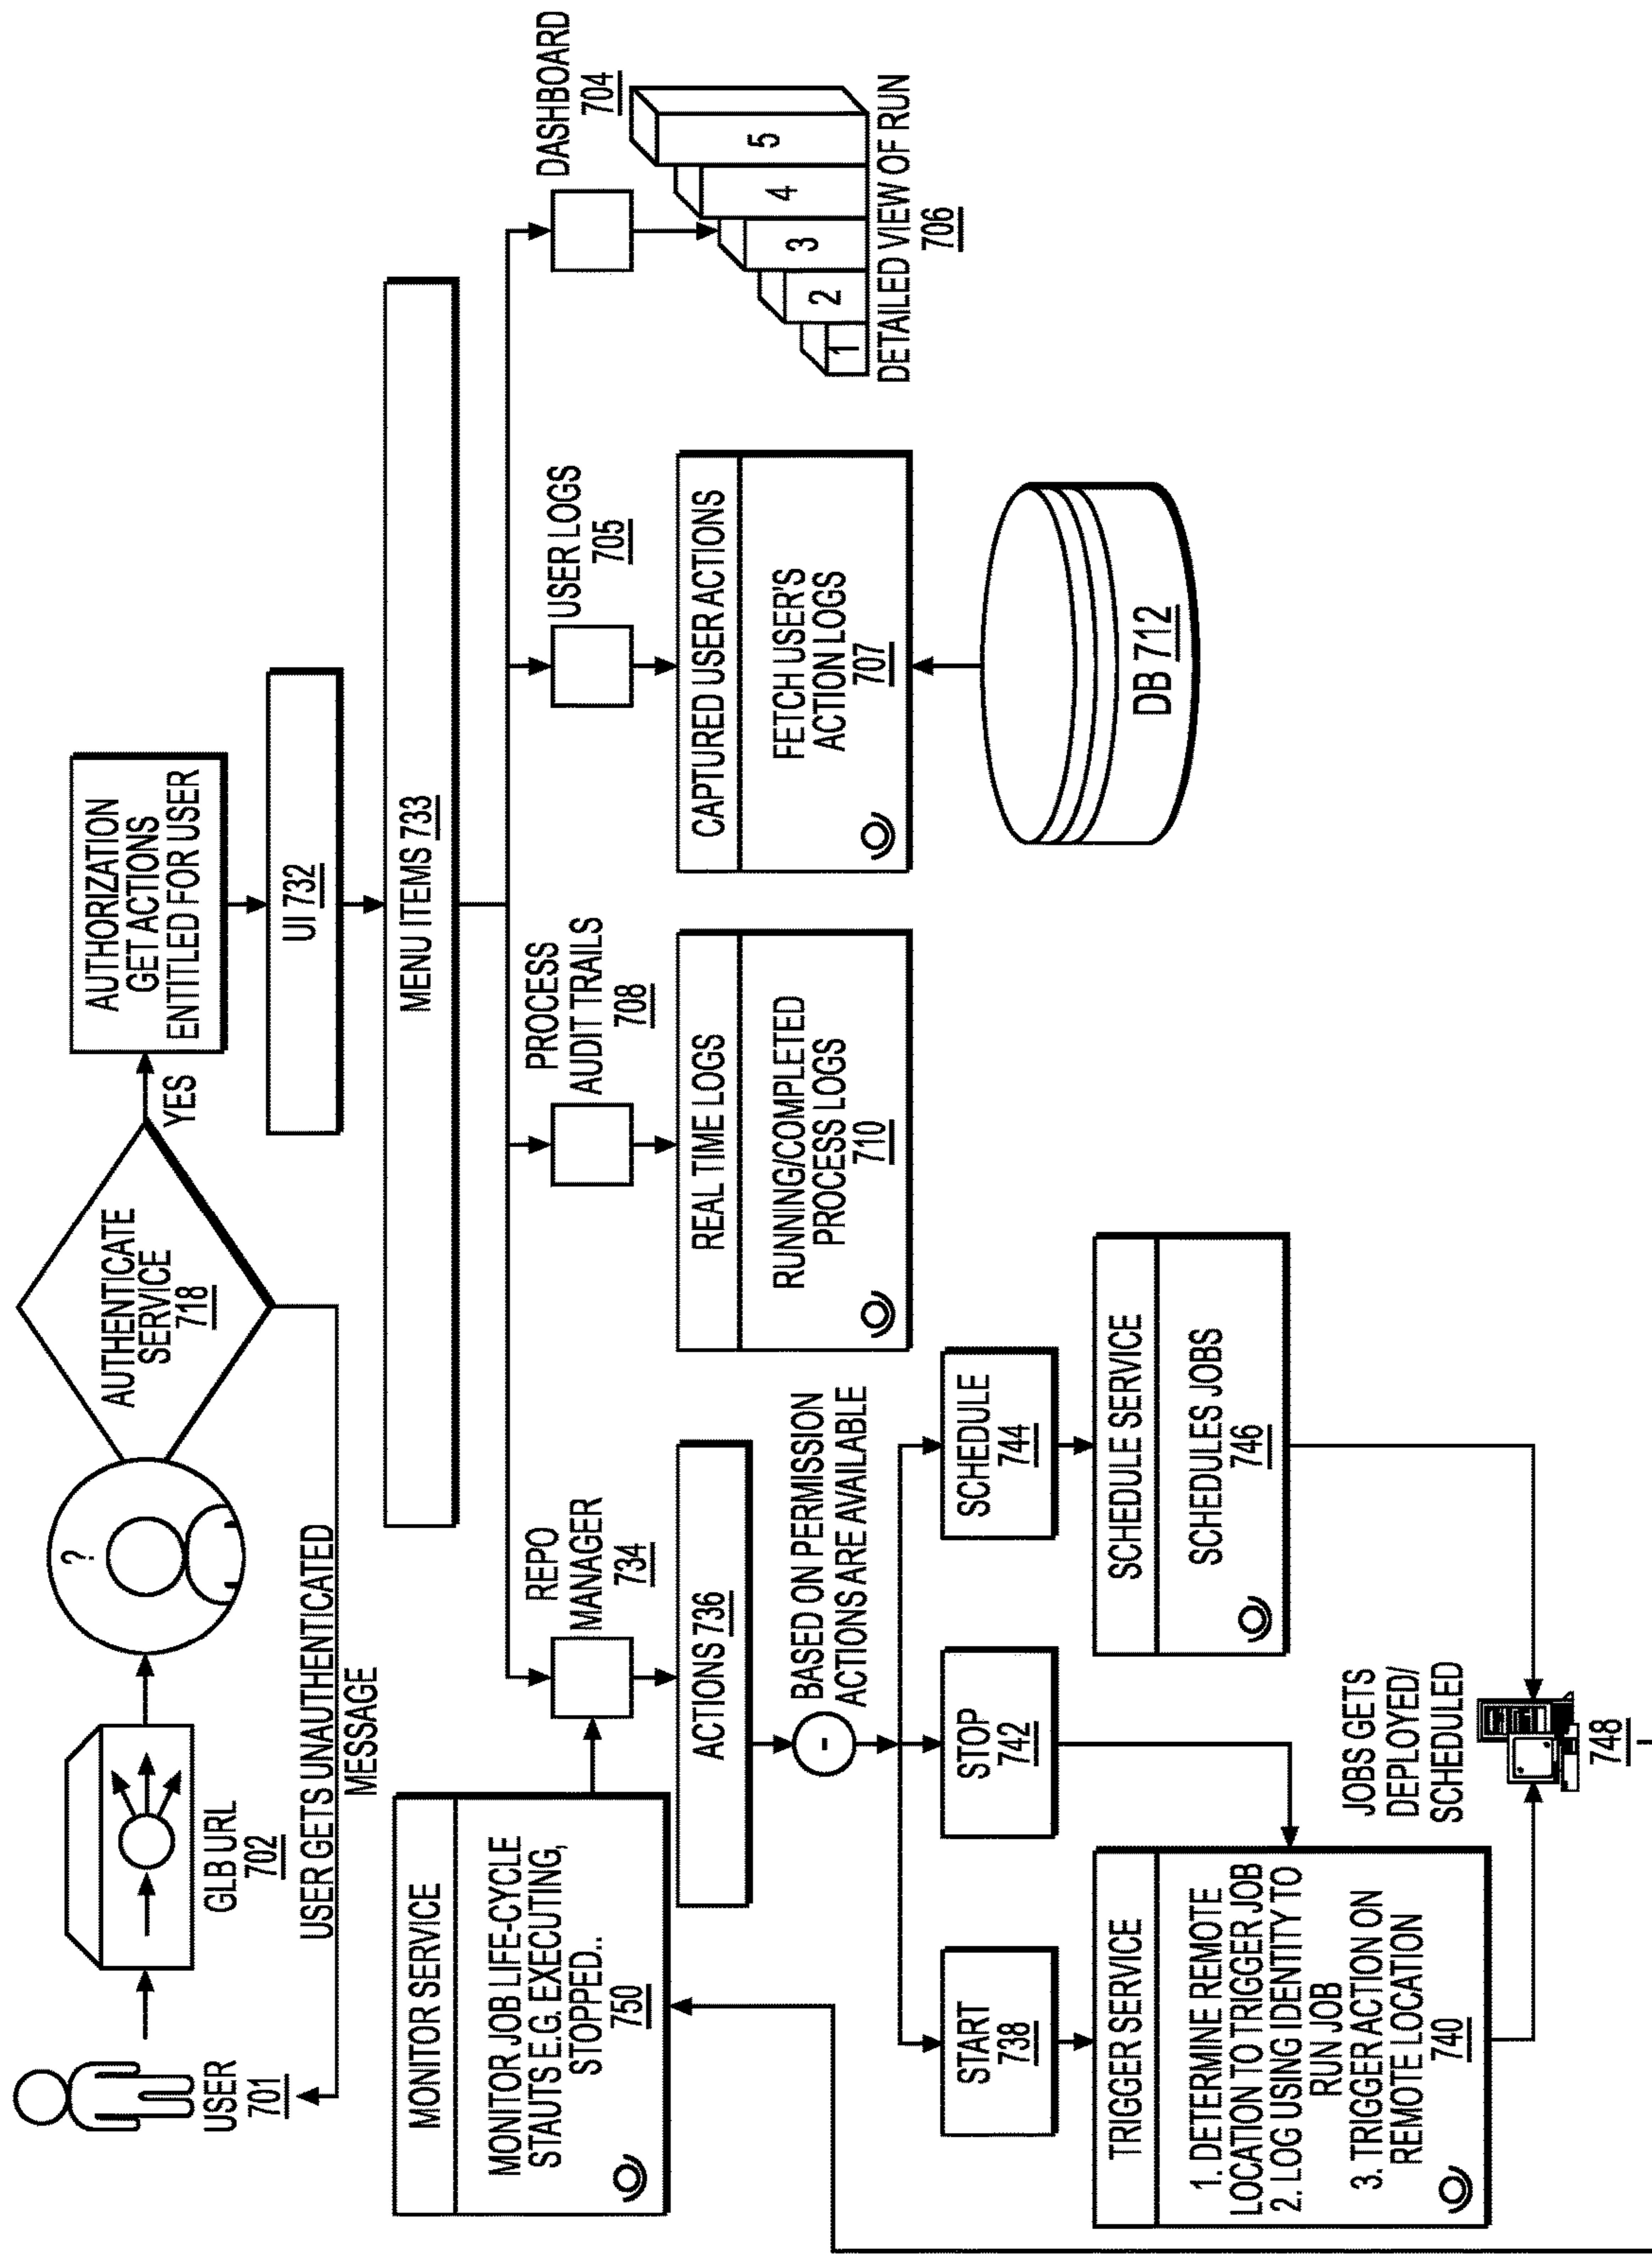 USER
701
GLB URL
702
?
AUTHENTICATE
SERVICE
718
YES
AUTHORIZATION
GET ACTIONS
ENTITLED FOR USER
USER GETS UNAUTHENTICATED
MESSAGE
UI 732
MENU ITEMS 733
REPO
MANAGER
734
PROCESS
AUDIT TRAILS
708
USER LOGS
705
DASHBOARD
704
MONITOR SERVICE
MONITOR JOB LIFE-CYCLE
STAUTS E.G. EXECUTING,
STOPPED..
750
ACTIONS 736
REAL TIME LOGS
RUNNING/COMPLETED
PROCESS LOGS
710
CAPTURED USER ACTIONS
FETCH USER'S
ACTION LOGS
707
1
2
3
4
5
DETAILED VIEW OF RUN
706
-
BASED ON PERMISSION
ACTIONS ARE AVAILABLE
START
738
STOP
742
SCHEDULE
744
DB 712
TRIGGER SERVICE
1. DETERMINE REMOTE
LOCATION TO TRIGGER JOB
2. LOG USING IDENTITY TO
RUN JOB
3. TRIGGER ACTION ON
REMOTE LOCATION
740
SCHEDULE SERVICE
SCHEDULES JOBS
746
JOBS GETS
DEPLOYED/
SCHEDULED
748